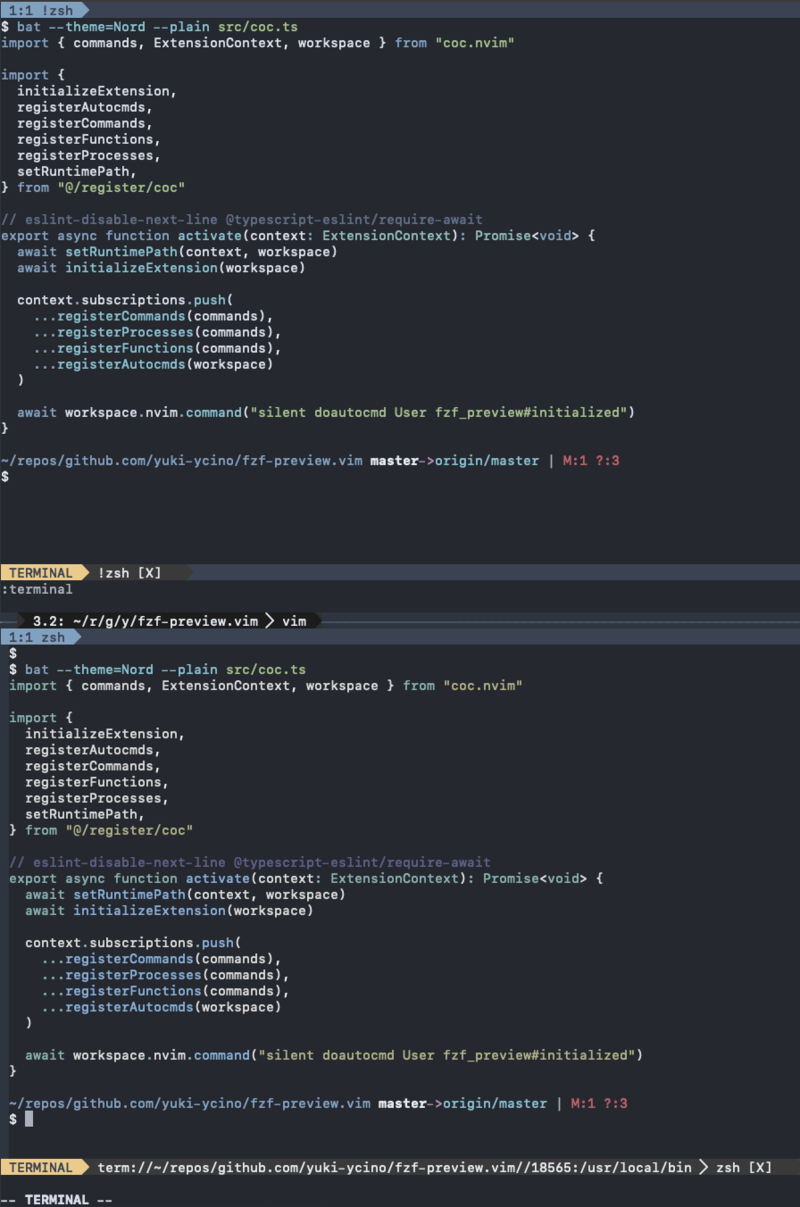 1:1 !zsh
$ bat --theme=Nord --plain src/coc.ts
import { commands, ExtensionContext, workspace } from "coc.nvim"
import {
  initializeExtension,
  registerAutocmds,
  registerCommands,
  registerFunctions,
  registerProcesses,
  setRuntimePath,
} from "@/register/coc"
// eslint-disable-next-line @typescript-eslint/require-await
export async function activate(context: ExtensionContext): Promise<void> {
  await setRuntimePath(context, workspace)
  await initializeExtension(workspace)
  context.subscriptions.push(
    ...registerCommands(commands),
    ...registerProcesses(commands),
    ...registerFunctions(commands),
    ...registerAutocmds(workspace)
  )
  await workspace.nvim.command("silent doautocmd User fzf_preview#initialized")
}
~/repos/github.com/yuki-ycino/fzf-preview.vim master->origin/master | M:1 ?:3
$
TERMINAL !zsh [X]
:terminal
3.2: ~/r/g/y/fzf-preview.vim > vim
1:1 zsh
$
$ bat --theme=Nord --plain src/coc.ts
import { commands, ExtensionContext, workspace } from "coc.nvim"
import {
  initializeExtension,
  registerAutocmds,
  registerCommands,
  registerFunctions,
  registerProcesses,
  setRuntimePath,
} from "@/register/coc"
// eslint-disable-next-line @typescript-eslint/require-await
export async function activate(context: ExtensionContext): Promise<void> {
  await setRuntimePath(context, workspace)
  await initializeExtension(workspace)
  context.subscriptions.push(
    ...registerCommands(commands),
    ...registerProcesses(commands),
    ...registerFunctions(commands),
    ...registerAutocmds(workspace)
  )
  await workspace.nvim.command("silent doautocmd User fzf_preview#initialized")
}
~/repos/github.com/yuki-ycino/fzf-preview.vim master->origin/master | M:1 ?:3
$
TERMINAL term://~/repos/github.com/yuki-ycino/fzf-preview.vim//18565:/usr/local/bin > zsh [X]
-- TERMINAL --